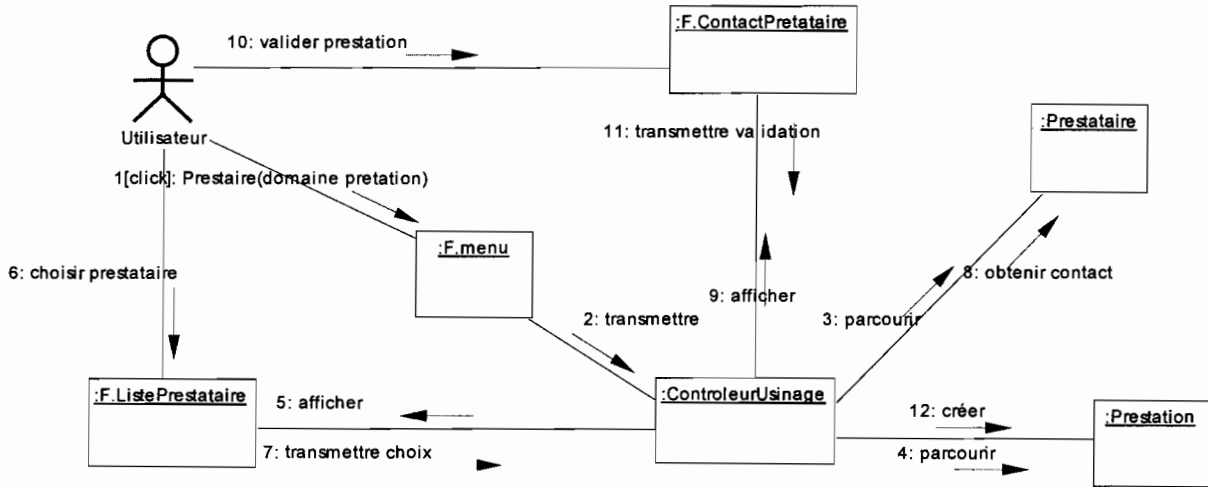 :F.ContactPretataire
10: valider prestation
:Prestataire
Utilisateur
11: transmettre validation
1[click]: Prestaire(domaine pretation)
:F.menu
6: choisir prestataire
8: obtenir contact
9: afficher
2: transmettre
3: parcourir
:F.ListePrestataire
:ControleurUsinage
5: afficher
12: créer
:Prestation
7: transmettre choix
4: parcourir